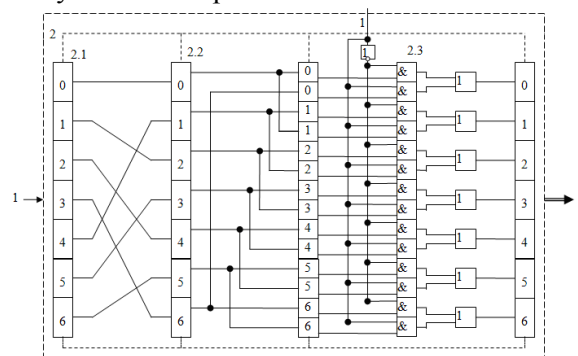 1
2
2.1 2.2 1 2.3
0 &
0 0 0 & 1 0
1 &
1 1 1 & 1 1
2 &
2 2 2 & 1 2
3 &
1 3 3 3 & 1 3
4 &
4 4 4 & 1 4
5 &
5 5 5 & 1 5
6 &
6 6 6 & 1 6